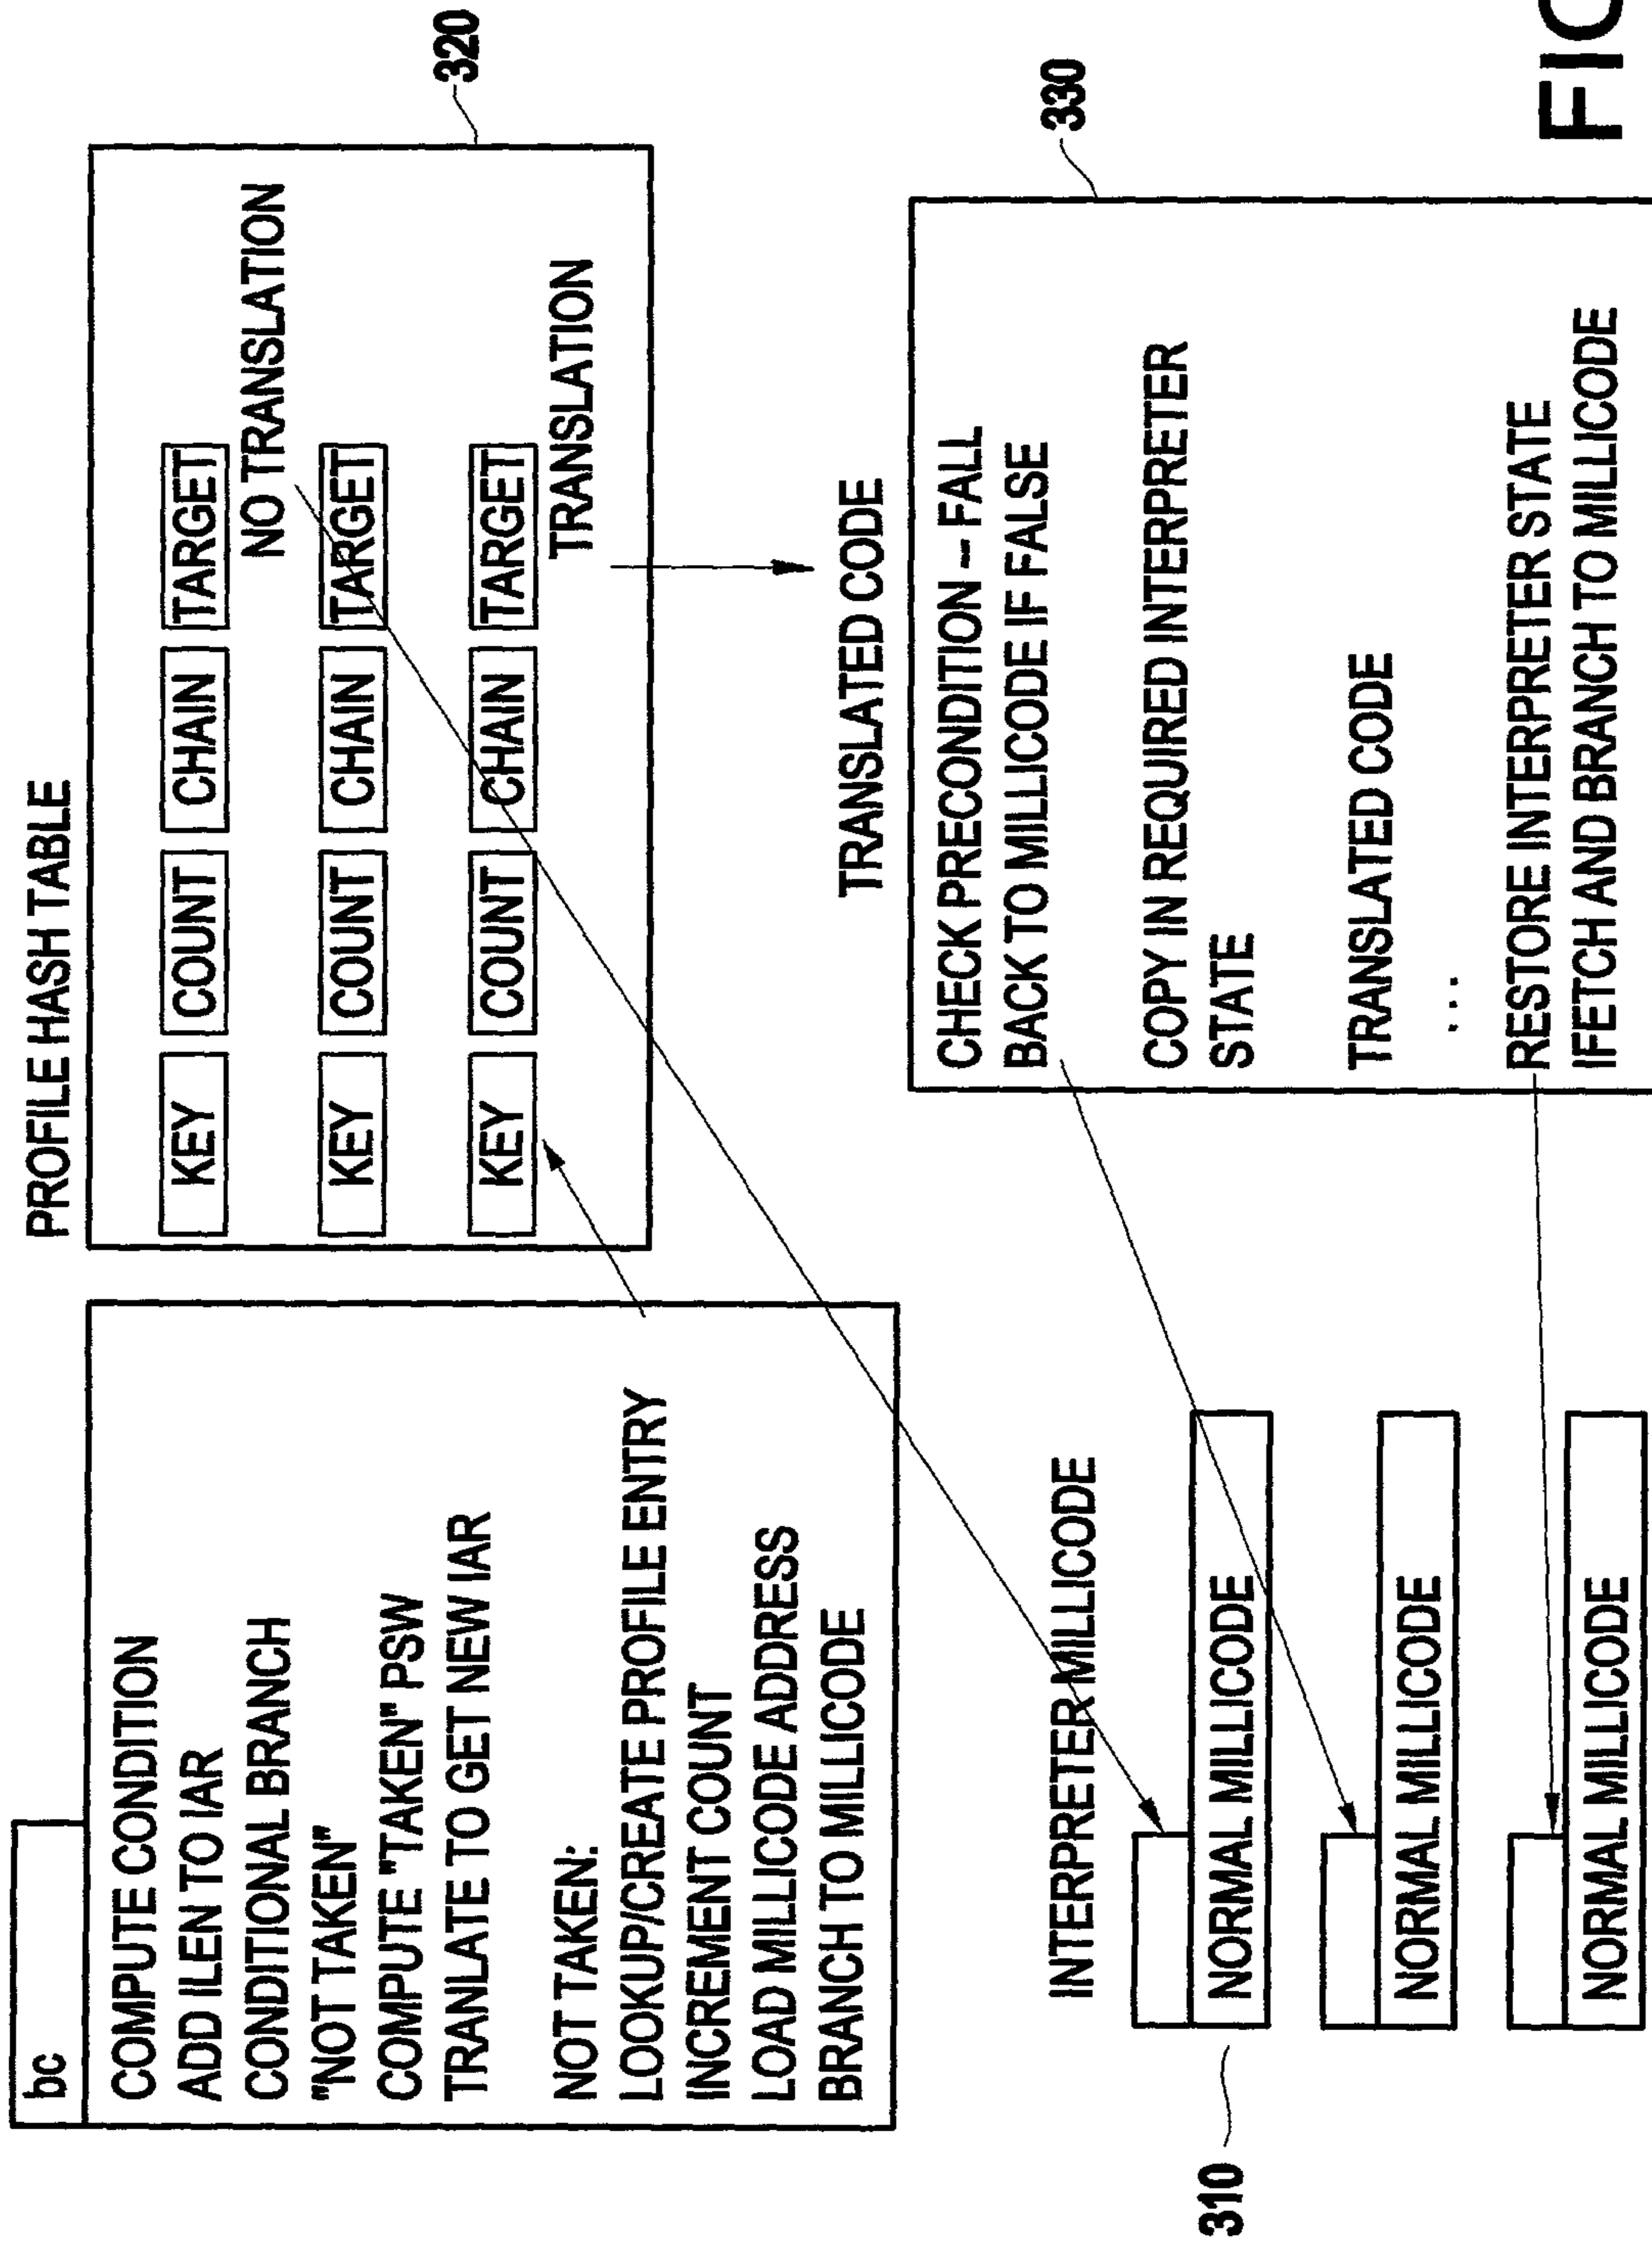 bc
COMPUTE CONDITION
ADD ILEN TO IAR
CONDITIONAL BRANCH
"NOT TAKEN"
COMPUTE "TAKEN" PSW
TRANLATE TO GET NEW IAR
NOT TAKEN:
LOOKUP/CREATE PROFILE ENTRY
INCREMENT COUNT
LOAD MILLICODE ADDRESS
BRANCH TO MILLICODE
PROFILE HASH TABLE
KEY COUNT CHAIN TARGET
NO TRANSLATION
KEY COUNT CHAIN TARGET
KEY COUNT CHAIN TARGET
TRANSLATION
320
INTERPRETER MILLICODE
NORMAL MILLICODE
NORMAL MILLICODE
NORMAL MILLICODE
310
TRANSLATED CODE
CHECK PRECONDITION – FALL
BACK TO MILLICODE IF FALSE
COPY IN REQUIRED INTERPRETER
STATE
TRANSLATED CODE
...
RESTORE INTERPRETER STATE
IFETCH AND BRANCH TO MILLICODE
330